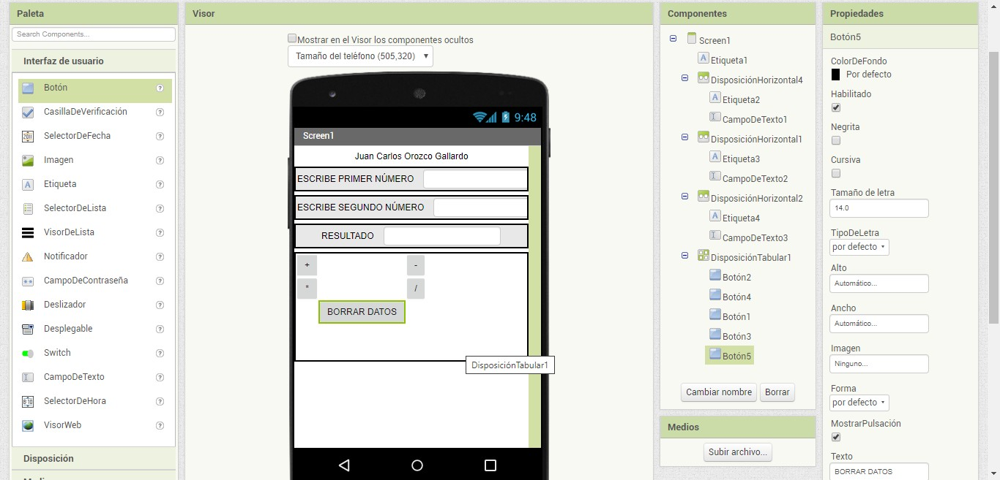 Paleta
Search Components...
Interfaz de usuario
Botón
CasillaDeVerificación
SelectorDeFecha
Imagen
Etiqueta
SelectorDeLista
VisorDeLista
Notificador
CampoDeContraseña
Deslizador
Desplegable
Switch
CampoDeTexto
SelectorDeHora
VisorWeb
Disposición
Visor
Mostrar en el Visor los componentes ocultos
Tamaño del teléfono (505,320)
9:48
Screen1
Juan Carlos Orozco Gallardo
ESCRIBE PRIMER NÚMERO
ESCRIBE SEGUNDO NÚMERO
RESULTADO
+ -
* /
BORRAR DATOS
DisposiciónTabular1
Componentes
Screen1
Etiqueta1
DisposiciónHorizontal4
Etiqueta2
CampoDeTexto1
DisposiciónHorizontal1
Etiqueta3
CampoDeTexto2
DisposiciónHorizontal2
Etiqueta4
CampoDeTexto3
DisposiciónTabular1
Botón2
Botón4
Botón1
Botón3
Botón5
Cambiar nombre Borrar
Medios
Subir archivo...
Propiedades
Botón5
ColorDeFondo
Por defecto
Habilitado
Negrita
Cursiva
Tamaño de letra
14.0
TipoDeLetra
por defecto
Alto
Automático...
Ancho
Automático...
Imagen
Ninguno...
Forma
por defecto
MostrarPulsación
Texto
BORRAR DATOS